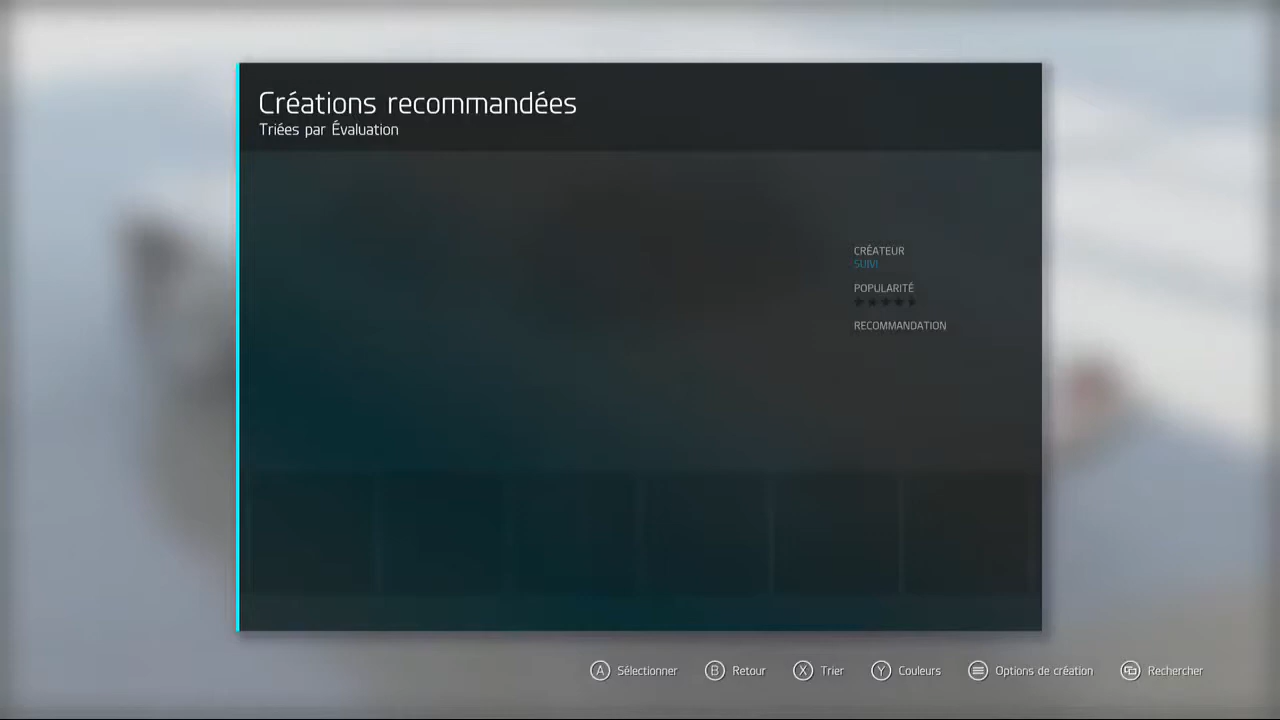 Créations recommandées
Triées par Évaluation
CRÉATEUR
SUIVI
POPULARITÉ
RECOMMANDATION
A Sélectionner B Retour X Trier Y Couleurs Options de création Rechercher